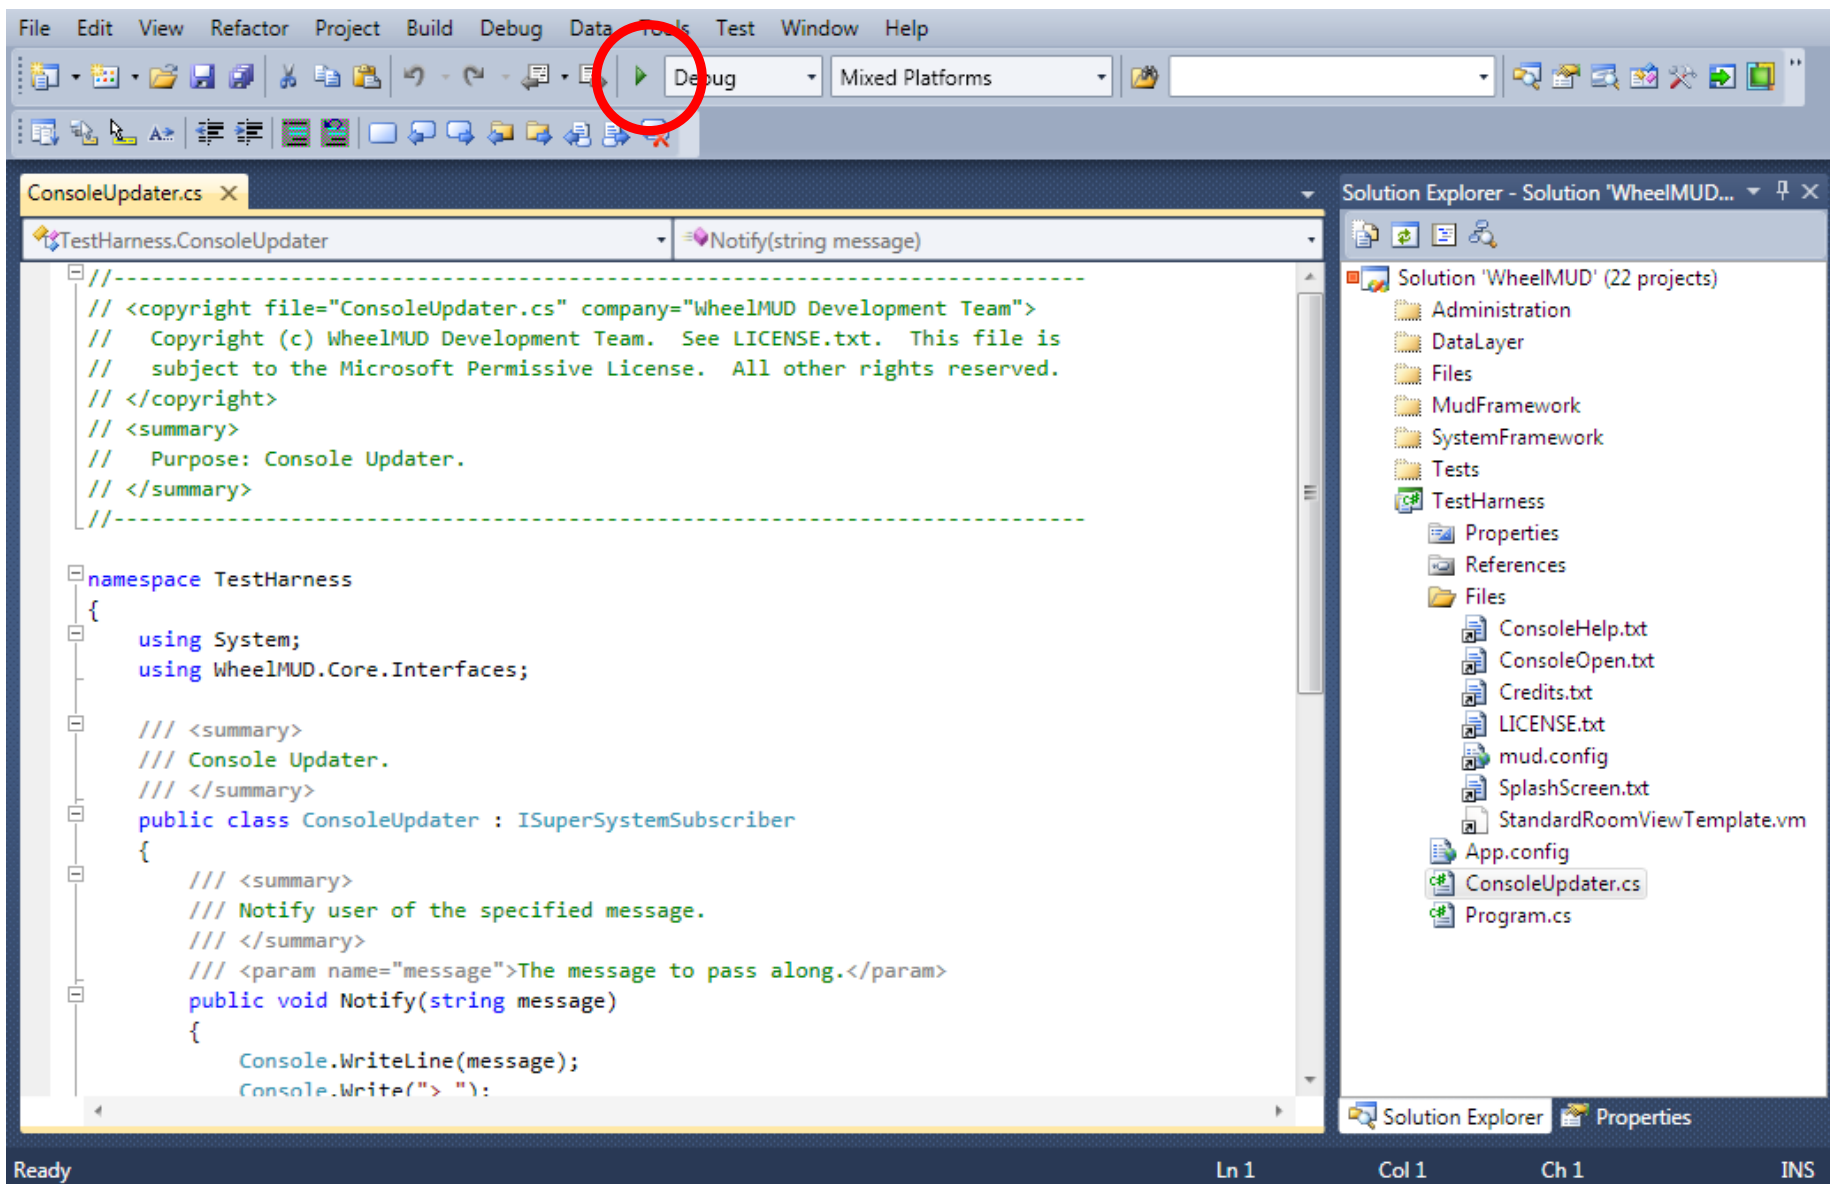 File Edit View Refactor Project Build Debug Data Tools Test Window Help
Debug Mixed Platforms
ConsoleUpdater.cs
TestHarness.ConsoleUpdater Notify(string message)
//-----------------------------------------------------------------------------
// <copyright file="ConsoleUpdater.cs" company="WheelMUD Development Team">
//   Copyright (c) WheelMUD Development Team.  See LICENSE.txt.  This file is
//   subject to the Microsoft Permissive License.  All other rights reserved.
// </copyright>
// <summary>
//   Purpose: Console Updater.
// </summary>
//-----------------------------------------------------------------------------
namespace TestHarness
{
using System;
using WheelMUD.Core.Interfaces;
/// <summary>
/// Console Updater.
/// </summary>
public class ConsoleUpdater : ISuperSystemSubscriber
{
/// <summary>
/// Notify user of the specified message.
/// </summary>
/// <param name="message">The message to pass along.</param>
public void Notify(string message)
{
Console.WriteLine(message);
Console.Write("> ");
Solution Explorer - Solution 'WheelMUD...
Solution 'WheelMUD' (22 projects)
Administration
DataLayer
Files
MudFramework
SystemFramework
Tests
TestHarness
Properties
References
Files
ConsoleHelp.txt
ConsoleOpen.txt
Credits.txt
LICENSE.txt
mud.config
SplashScreen.txt
StandardRoomViewTemplate.vm
App.config
ConsoleUpdater.cs
Program.cs
Solution Explorer Properties
Ready Ln 1 Col 1 Ch 1 INS